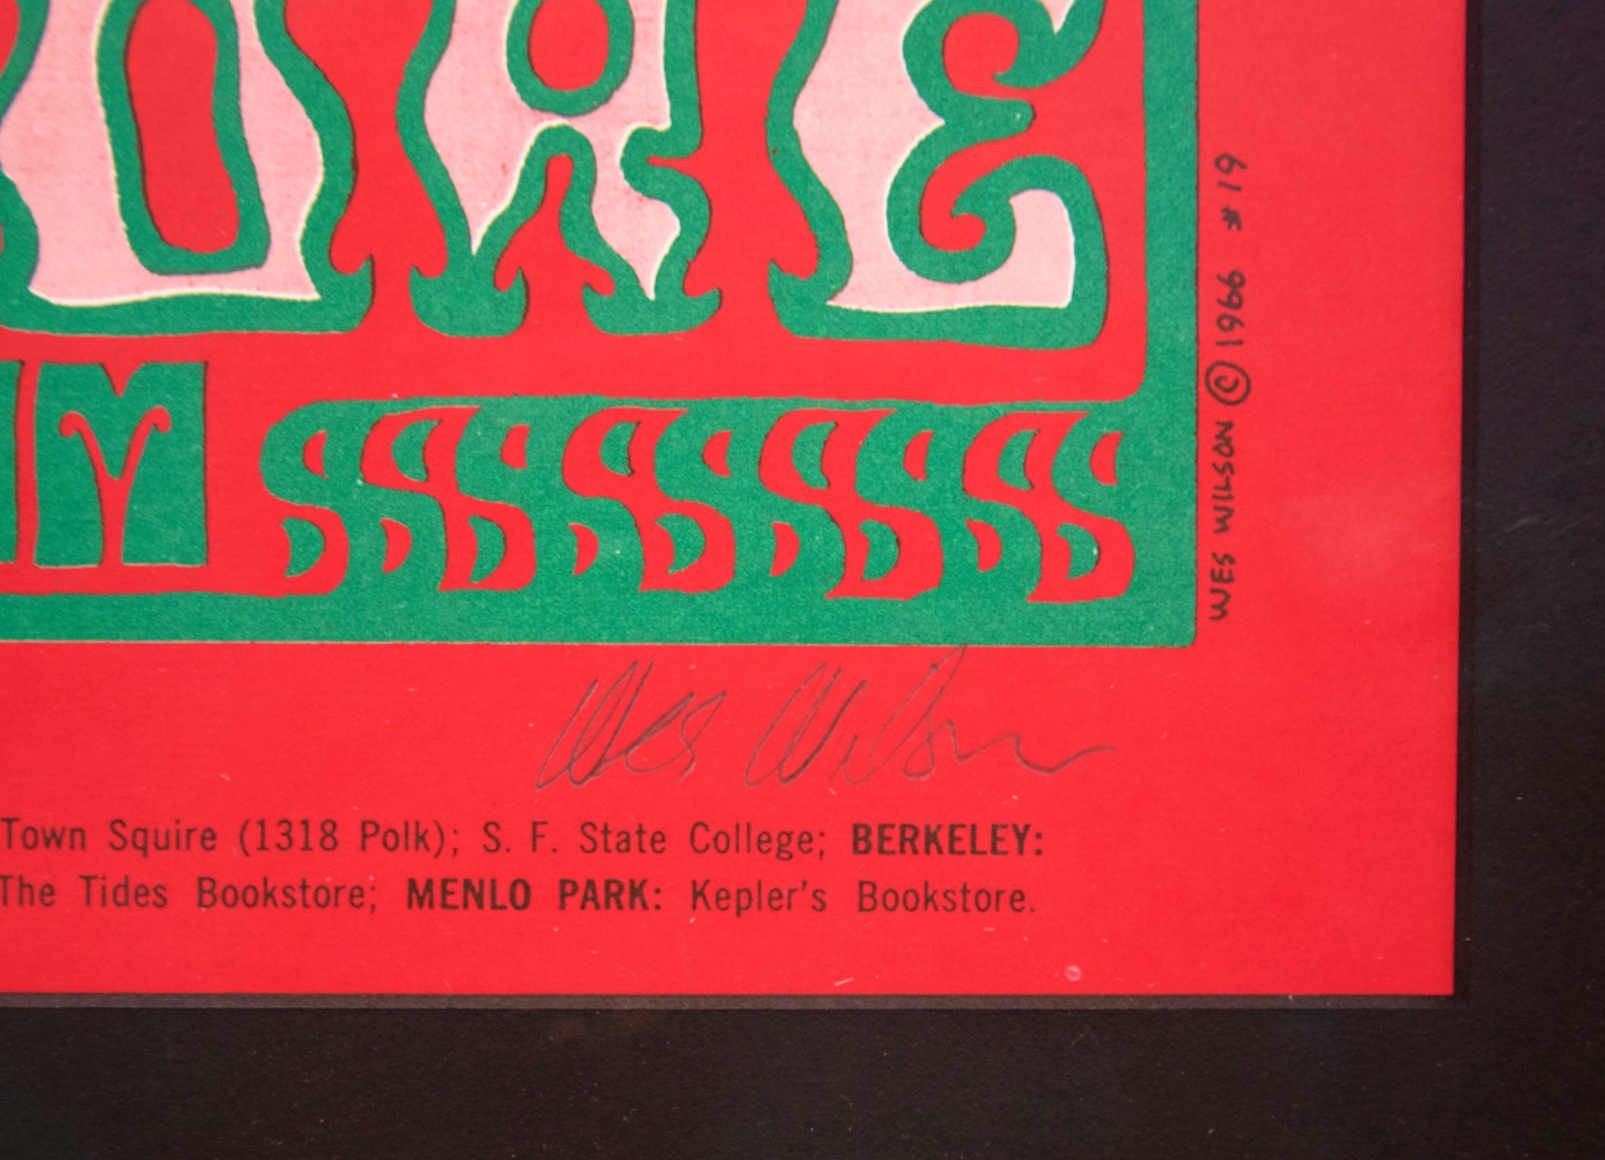 ORE
M
WES WILSON © 1966 #19
Wes Wilson
Town Squire (1318 Polk); S. F. State College; BERKELEY:
The Tides Bookstore; MENLO PARK: Kepler's Bookstore.